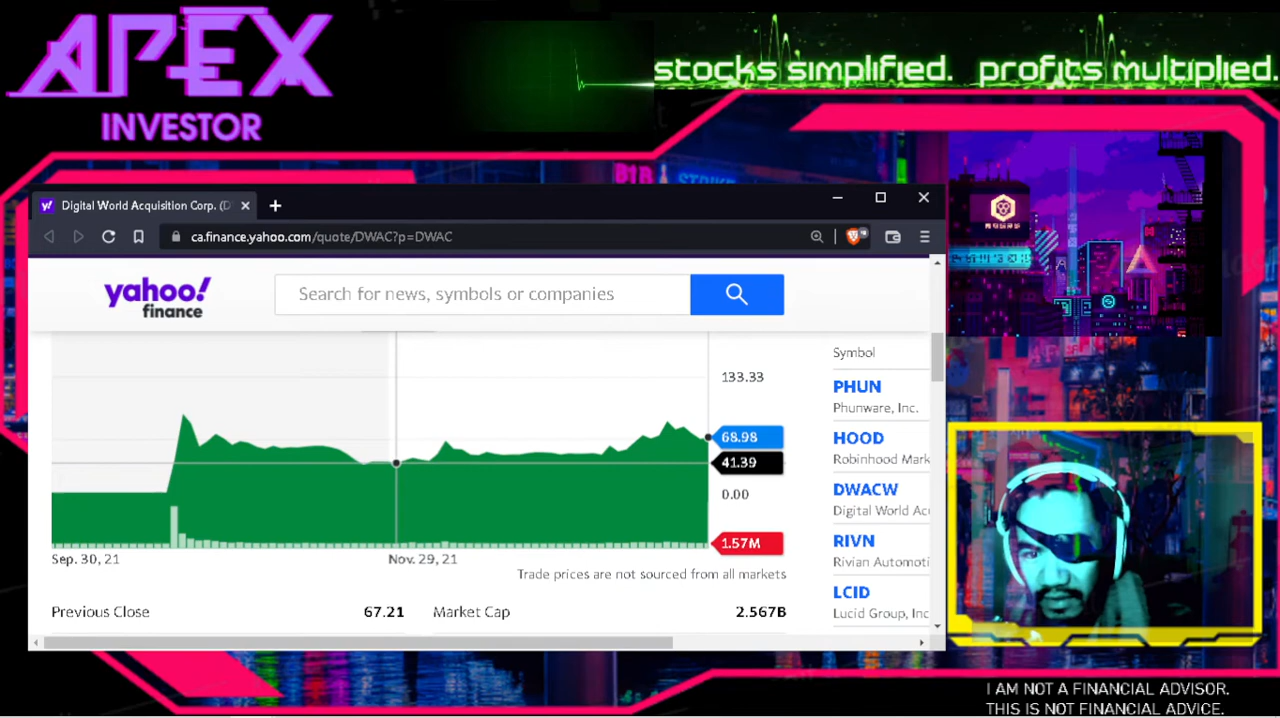 APEX
INVESTOR
stocks simplified. profits multiplied.
Digital World Acquisition Corp. (D
ca.finance.yahoo.com/quote/DWAC?p=DWAC
yahoo!
finance
Search for news, symbols or companies
133.33
68.98
41.39
0.00
1.57M
Sep. 30, 21
Nov. 29, 21
Trade prices are not sourced from all markets
Previous Close 67.21
Market Cap 2.567B
Symbol
PHUN
Phunware, Inc.
HOOD
Robinhood Mark
DWACW
Digital World Ac
RIVN
Rivian Automoti
LCID
Lucid Group, Inc
I AM NOT A FINANCIAL ADVISOR.
THIS IS NOT FINANCIAL ADVICE.